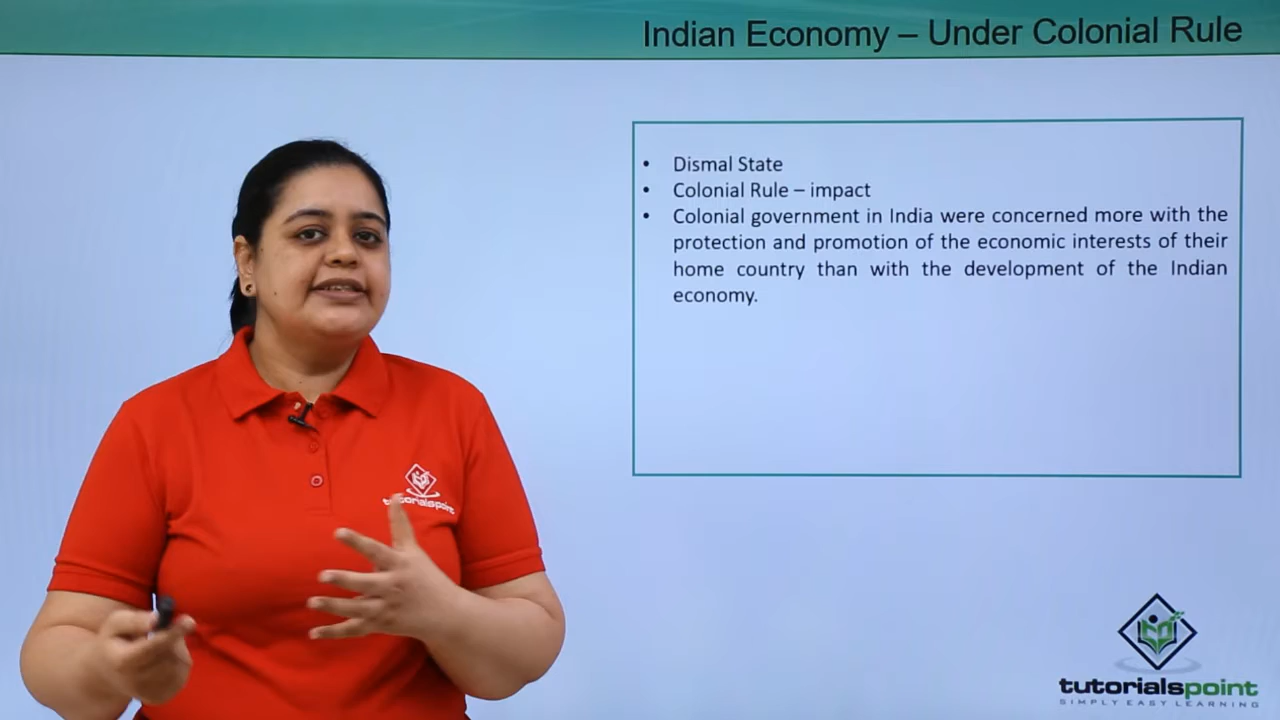 Indian Economy – Under Colonial Rule
• Dismal State
• Colonial Rule – impact
• Colonial government in India were concerned more with the
protection and promotion of the economic interests of their
home country than with the development of the Indian
economy.
tutorialspoint
tutorialspoint
SIMPLY EASY LEARNING